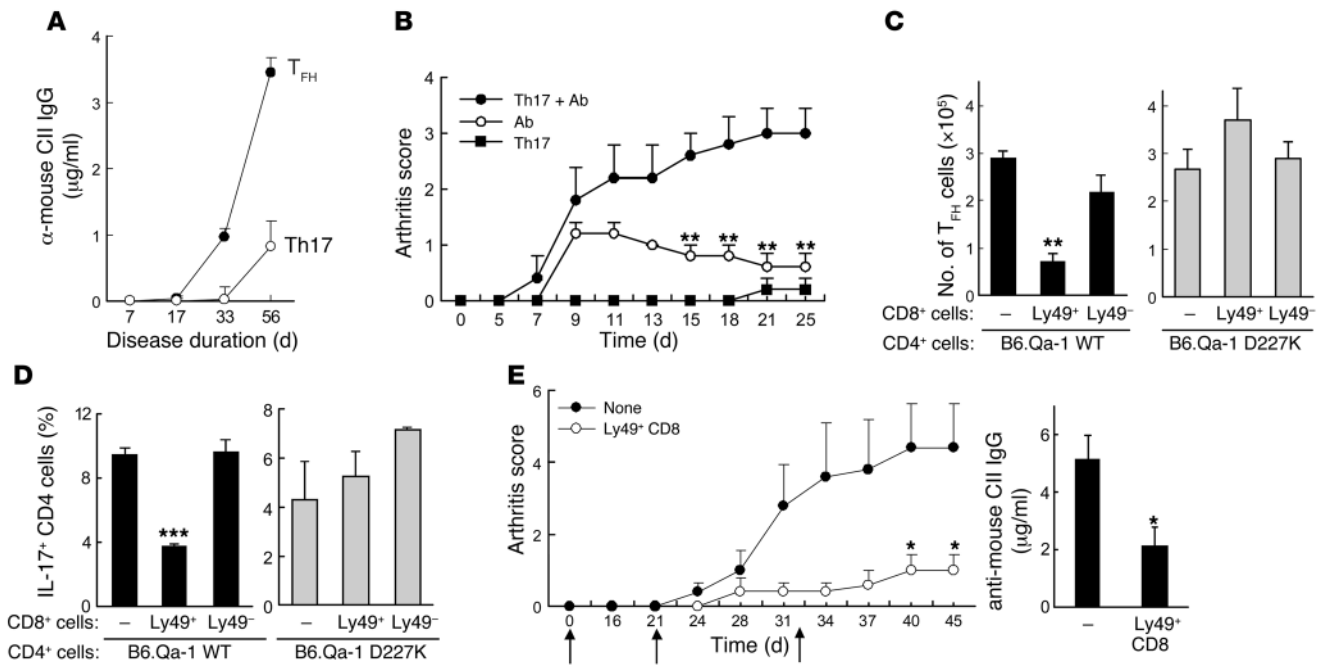 A
α-mouse CII IgG
(μg/ml)
4
3
2
1
0
T_FH
Th17
7 17 33 56
Disease duration (d)
B
Arthritis score
4
3
2
1
0
Th17 + Ab
Ab
Th17
** ** ** **
0 5 7 9 11 13 15 18 21 25
Time (d)
C
No. of T_FH cells (×10⁵)
4
3
2
1
0
**
4
3
2
1
0
CD8⁺ cells: – Ly49⁺ Ly49⁻ – Ly49⁺ Ly49⁻
CD4⁺ cells: B6.Qa-1 WT B6.Qa-1 D227K
D
IL-17⁺ CD4 cells (%)
12
8
4
0
***
8
6
4
2
0
CD8⁺ cells: – Ly49⁺ Ly49⁻ – Ly49⁺ Ly49⁻
CD4⁺ cells: B6.Qa-1 WT B6.Qa-1 D227K
E
Arthritis score
6
4
2
0
None
Ly49⁺ CD8
* *
0 16 21 24 28 31 34 37 40 45
Time (d)
anti-mouse CII IgG
(μg/ml)
6
4
2
0
*
– Ly49⁺
CD8